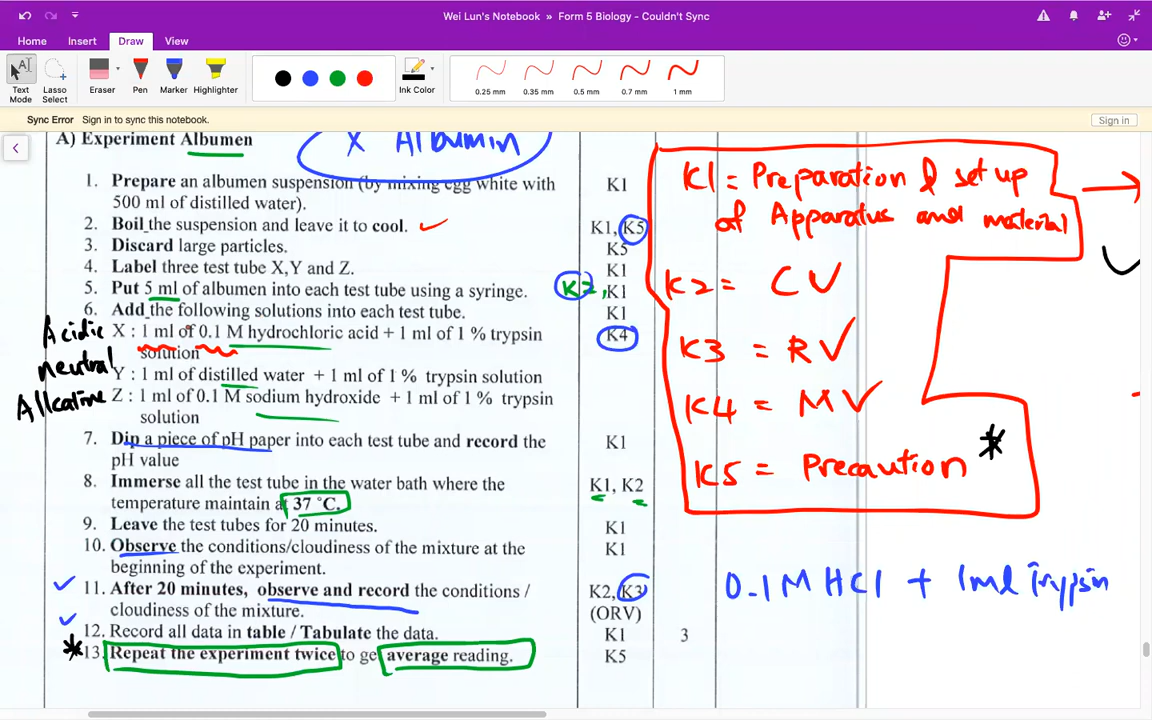 Wei Lun's Notebook » Form 5 Biology - Couldn't Sync
Home Insert Draw View
Text Mode
Lasso Select
Eraser
Pen
Marker
Highlighter
Ink Color
0.25 mm 0.35 mm 0.5 mm 0.7 mm 1 mm
Sync Error Sign in to sync this notebook. Sign in
A) Experiment Albumen
X Albumin
1. Prepare an albumen suspension (by mixing egg white with K1
500 ml of distilled water).
2. Boil the suspension and leave it to cool. K1, K5
3. Discard large particles. K5
4. Label three test tube X,Y and Z. K1
5. Put 5 ml of albumen into each test tube using a syringe. K2, K1
6. Add the following solutions into each test tube. K1
Acidic X : 1 ml of 0.1 M hydrochloric acid + 1 ml of 1 % trypsin K4
solution
neutral Y : 1 ml of distilled water + 1 ml of 1 % trypsin solution
Alkaline Z : 1 ml of 0.1 M sodium hydroxide + 1 ml of 1 % trypsin
solution
7. Dip a piece of pH paper into each test tube and record the K1
pH value
8. Immerse all the test tube in the water bath where the K1, K2
temperature maintain at 37 °C.
9. Leave the test tubes for 20 minutes. K1
10. Observe the conditions/cloudiness of the mixture at the K1
beginning of the experiment.
11. After 20 minutes, observe and record the conditions / K2, K3
cloudiness of the mixture. (ORV)
12. Record all data in table / Tabulate the data. K1 3
13. Repeat the experiment twice to ge average reading. K5
K1 = Preparation & set up
of Apparatus and material
K2 = CV
K3 = RV
K4 = MV
K5 = Precaution *
0.1 M HCl + 1ml Trypsin